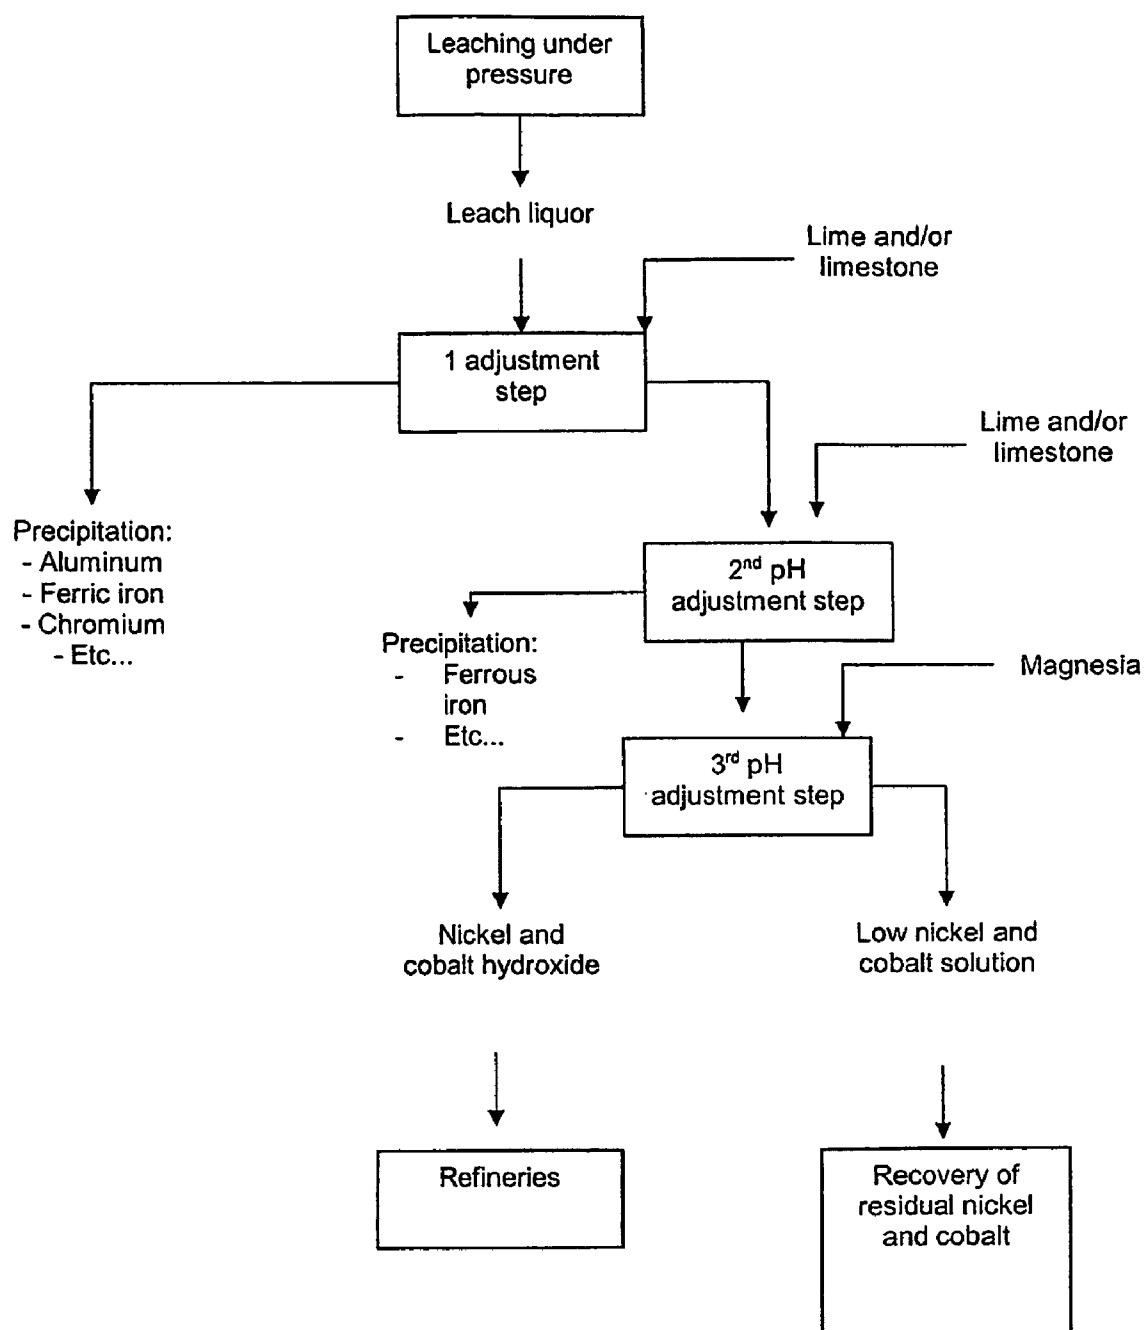 Leaching under
pressure
Leach liquor
Lime and/or
limestone
1 adjustment
step
Lime and/or
limestone
Precipitation:
- Aluminum
- Ferric iron
- Chromium
- Etc...
2nd pH
adjustment step
Precipitation:
- Ferrous
iron
- Etc...
Magnesia
3rd pH
adjustment step
Nickel and
cobalt hydroxide
Low nickel and
cobalt solution
Refineries
Recovery of
residual nickel
and cobalt